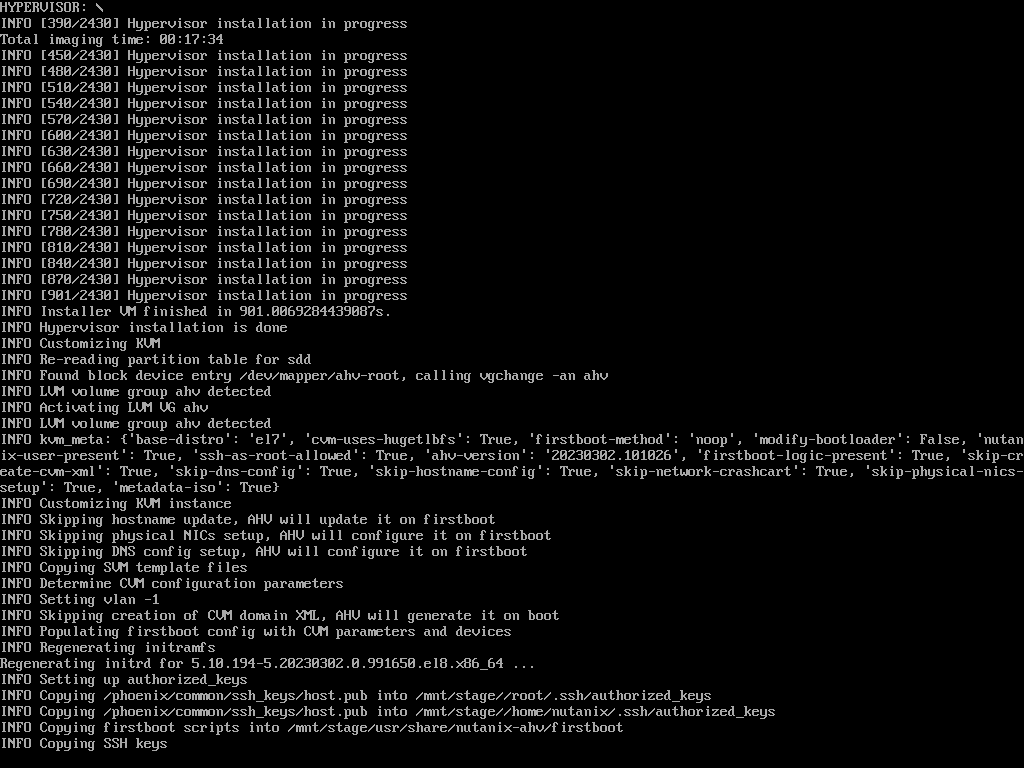 HYPERVISOR: \
INFO [390/2430] Hypervisor installation in progress
Total imaging time: 00:17:34
INFO [450/2430] Hypervisor installation in progress
INFO [480/2430] Hypervisor installation in progress
INFO [510/2430] Hypervisor installation in progress
INFO [540/2430] Hypervisor installation in progress
INFO [570/2430] Hypervisor installation in progress
INFO [600/2430] Hypervisor installation in progress
INFO [630/2430] Hypervisor installation in progress
INFO [660/2430] Hypervisor installation in progress
INFO [690/2430] Hypervisor installation in progress
INFO [720/2430] Hypervisor installation in progress
INFO [750/2430] Hypervisor installation in progress
INFO [780/2430] Hypervisor installation in progress
INFO [810/2430] Hypervisor installation in progress
INFO [840/2430] Hypervisor installation in progress
INFO [870/2430] Hypervisor installation in progress
INFO [901/2430] Hypervisor installation in progress
INFO Installer VM finished in 901.0069284439087s.
INFO Hypervisor installation is done
INFO Customizing KVM
INFO Re-reading partition table for sdd
INFO Found block device entry /dev/mapper/ahv-root, calling vgchange -an ahv
INFO LVM volume group ahv detected
INFO Activating LVM VG ahv
INFO LVM volume group ahv detected
INFO kvm_meta: {'base-distro': 'el7', 'cvm-uses-hugetlbfs': True, 'firstboot-method': 'noop', 'modify-bootloader': False, 'nutan
ix-user-present': True, 'ssh-as-root-allowed': True, 'ahv-version': '20230302.101026', 'firstboot-logic-present': True, 'skip-cr
eate-cvm-xml': True, 'skip-dns-config': True, 'skip-hostname-config': True, 'skip-network-crashcart': True, 'skip-physical-nics-
setup': True, 'metadata-iso': True}
INFO Customizing KVM instance
INFO Skipping hostname update, AHV will update it on firstboot
INFO Skipping physical NICs setup, AHV will configure it on firstboot
INFO Skipping DNS config setup, AHV will configure it on firstboot
INFO Copying SVM template files
INFO Determine CVM configuration parameters
INFO Setting vlan -1
INFO Skipping creation of CVM domain XML, AHV will generate it on boot
INFO Populating firstboot config with CVM parameters and devices
INFO Regenerating initramfs
Regenerating initrd for 5.10.194-5.20230302.0.991650.el8.x86_64 ...
INFO Setting up authorized_keys
INFO Copying /phoenix/common/ssh_keys/host.pub into /mnt/stage//root/.ssh/authorized_keys
INFO Copying /phoenix/common/ssh_keys/host.pub into /mnt/stage//home/nutanix/.ssh/authorized_keys
INFO Copying firstboot scripts into /mnt/stage/usr/share/nutanix-ahv/firstboot
INFO Copying SSH keys